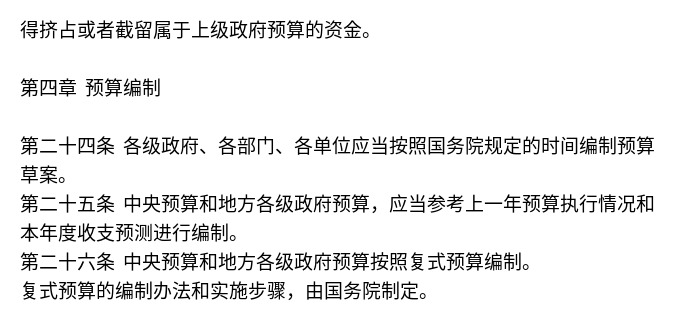 得挤占或者截留属于上级政府预算的资金。
第四章 预算编制
第二十四条 各级政府、各部门、各单位应当按照国务院规定的时间编制预算
草案。
第二十五条 中央预算和地方各级政府预算，应当参考上一年预算执行情况和
本年度收支预测进行编制。
第二十六条 中央预算和地方各级政府预算按照复式预算编制。
复式预算的编制办法和实施步骤，由国务院制定。